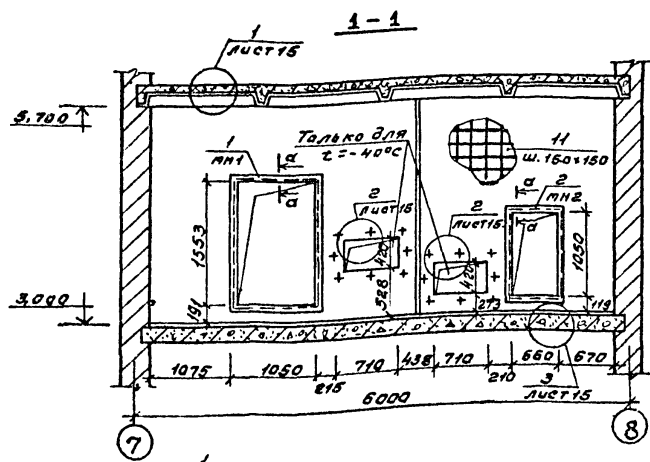 1-1
1
лист 15
5,700
Только для
t = -40°С
1
мн1
а
а
11
ш. 150×150
2
лист 15
2
лист 15
а
2
мн2
а
1553
191
420
528
420
213
1050
119
3,000
1075
1050
215
710
438
710
210
660
670
3
лист 15
6000
7
8